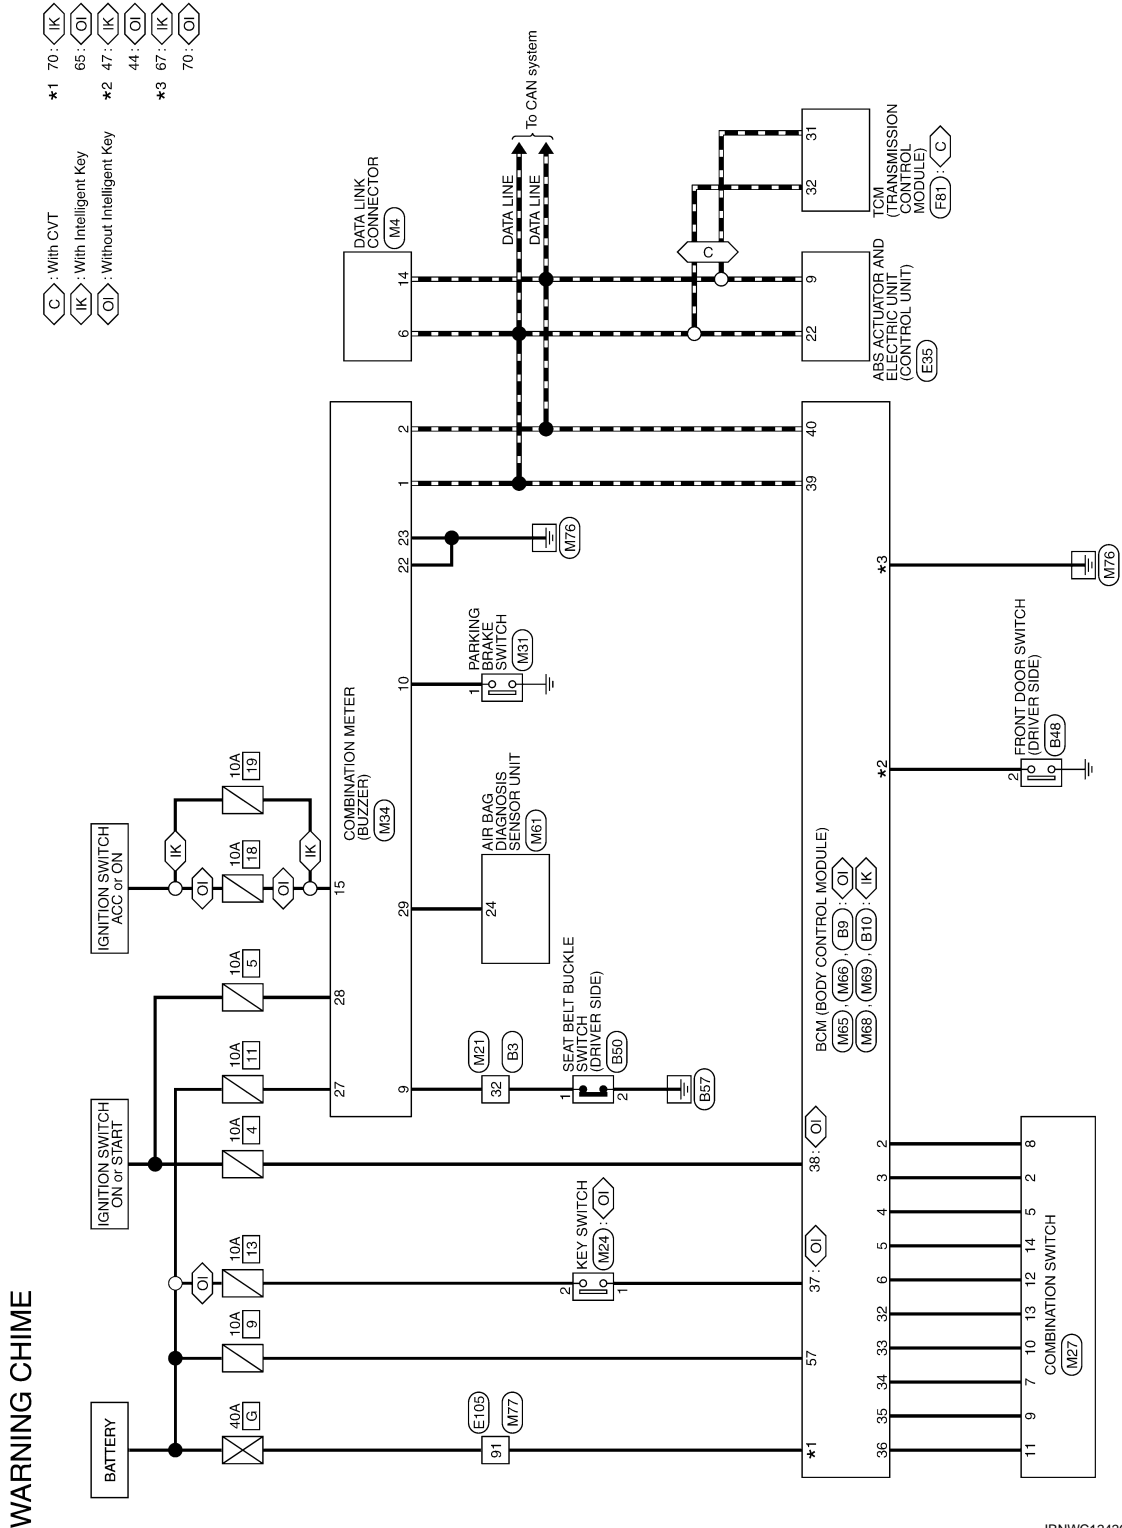 WARNING CHIME
C : With CVT
IK : With Intelligent Key
OI : Without Intelligent Key
*1 70: IK
65: OI
*2 47: IK
44: OI
*3 67: IK
70: OI
BATTERY
IGNITION SWITCH
ON or START
IGNITION SWITCH
ACC or ON
40A
G
10A
9
OI
10A
13
10A
4
10A
11
10A
5
OI
10A
18
OI
IK
10A
19
IK
27
28
15
COMBINATION METER
(BUZZER)
M34
9
29
10
22
23
1
2
DATA LINK
CONNECTOR
M4
6
14
DATA LINE
DATA LINE
To CAN system
E105
M77
91
KEY SWITCH
M24 : OI
2
1
M21
B3
32
SEAT BELT BUCKLE
SWITCH
(DRIVER SIDE)
B50
1
2
B57
AIR BAG
DIAGNOSIS
SENSOR UNIT
M61
24
PARKING
BRAKE
SWITCH
M31
1
M76
C
*1
57
37: OI
38: OI
BCM (BODY CONTROL MODULE)
M65 , M66 , B9 : OI
M68 , M69 , B10 : IK
39
40
22
9
ABS ACTUATOR AND
ELECTRIC UNIT
(CONTROL UNIT)
E35
32
31
TCM
(TRANSMISSION
CONTROL
MODULE)
F81 : C
36
35
34
33
32
6
5
4
3
2
*2
*3
11
9
7
10
13
12
14
5
2
8
COMBINATION SWITCH
M27
2
FRONT DOOR SWITCH
(DRIVER SIDE)
B48
M76